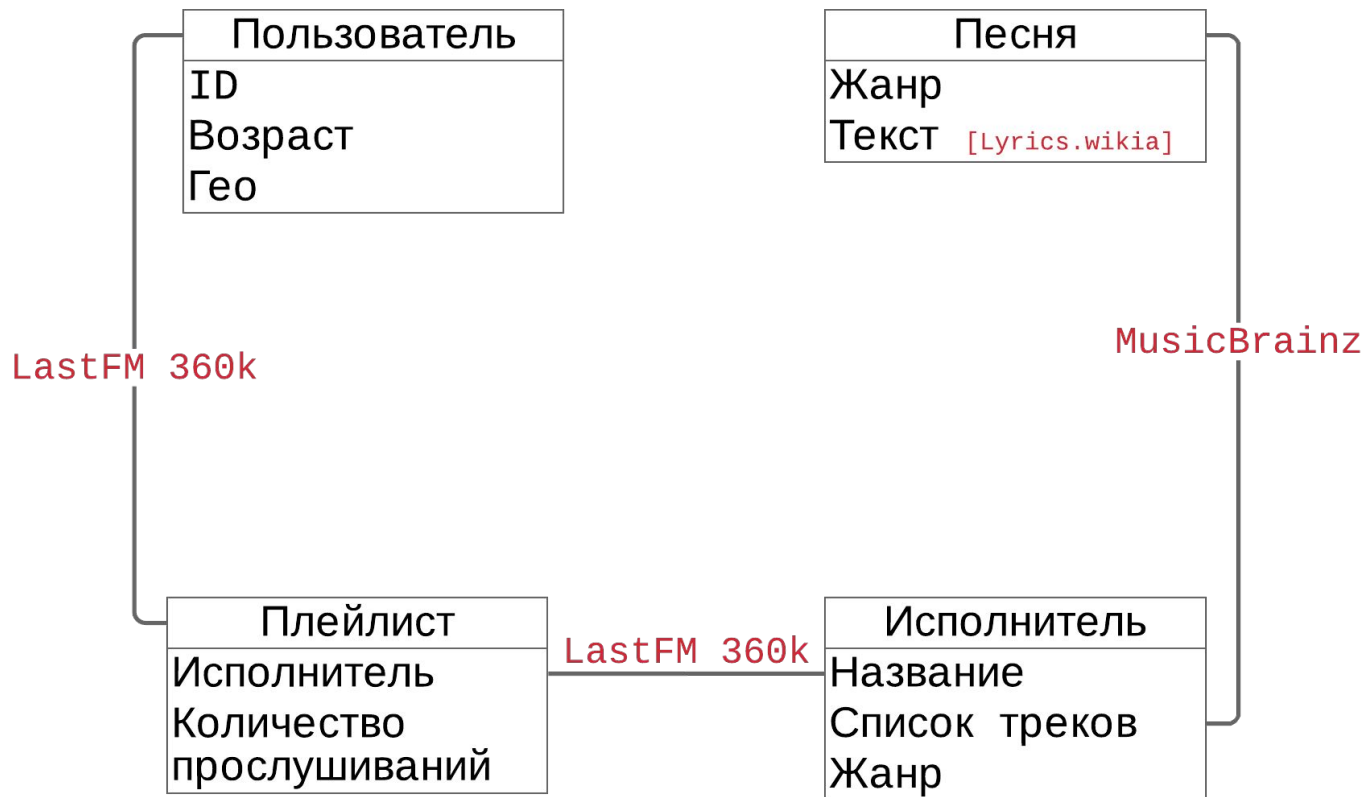 Пользователь
ID
Возраст
Гео
Песня
Жанр
Текст [Lyrics.wikia]
LastFM 360k
MusicBrainz
Плейлист
Исполнитель
Количество
прослушиваний
LastFM 360k
Исполнитель
Название
Список треков
Жанр